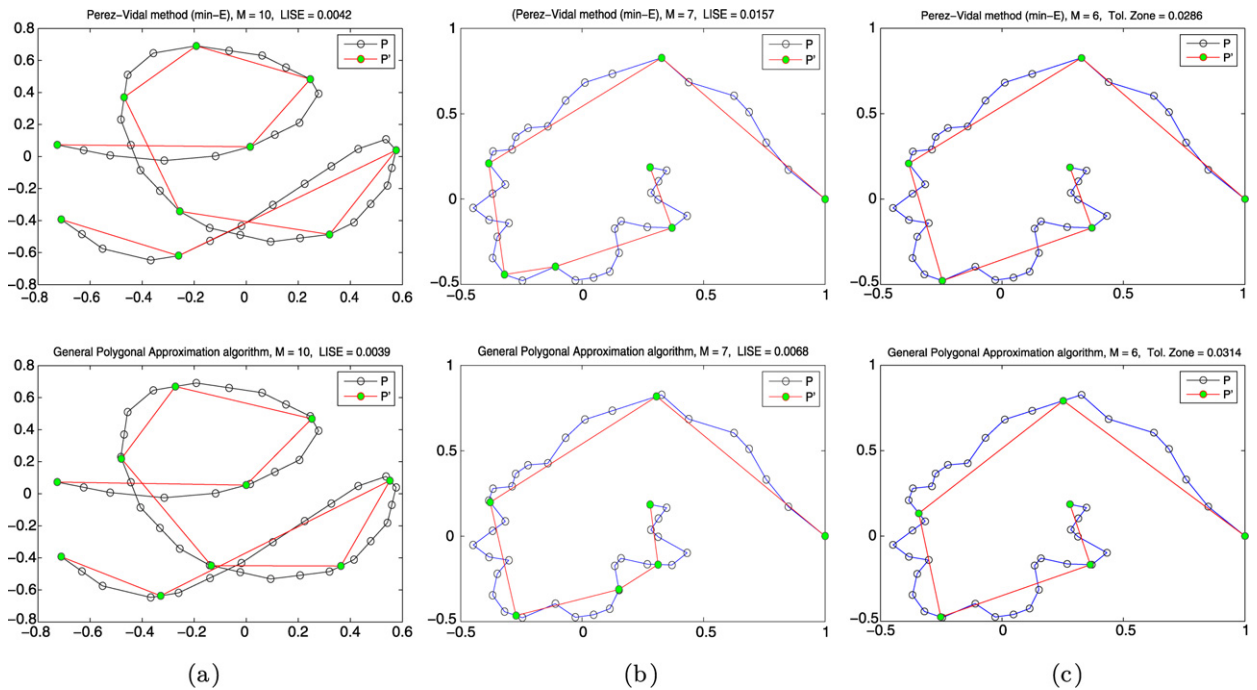 Perez-Vidal method (min-E), M = 10, LISE = 0.0042
P
P'
0.8
0.6
0.4
0.2
0
−0.2
−0.4
−0.6
−0.8
−0.8 −0.6 −0.4 −0.2 0 0.2 0.4 0.6
(Perez-Vidal method (min-E), M = 7, LISE = 0.0157
P
P'
1
0.5
0
−0.5
−0.5 0 0.5 1
Perez-Vidal method (min-E), M = 6, Tol. Zone = 0.0286
P
P'
1
0.5
0
−0.5
−0.5 0 0.5 1
General Polygonal Approximation algorithm, M = 10, LISE = 0.0039
P
P'
0.8
0.6
0.4
0.2
0
−0.2
−0.4
−0.6
−0.8
−0.8 −0.6 −0.4 −0.2 0 0.2 0.4 0.6
General Polygonal Approximation algorithm, M = 7, LISE = 0.0068
P
P'
1
0.5
0
−0.5
−0.5 0 0.5 1
General Polygonal Approximation algorithm, M = 6, Tol. Zone = 0.0314
P
P'
1
0.5
0
−0.5
−0.5 0 0.5 1
(a) (b) (c)